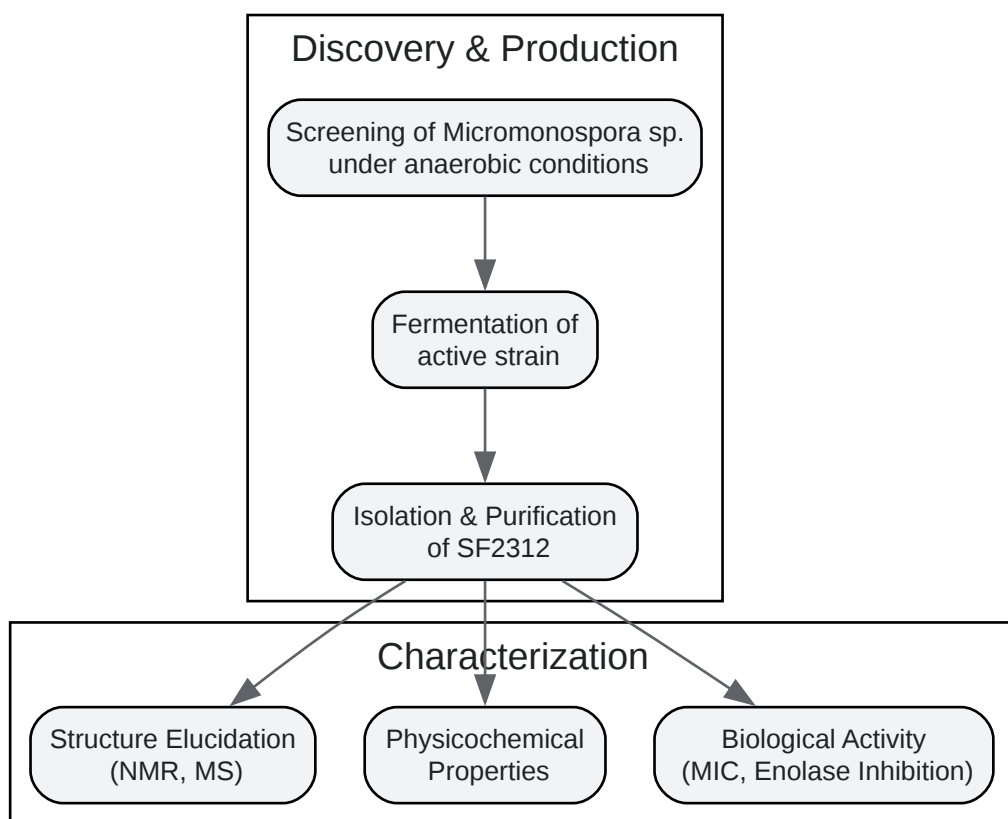 Discovery & Production
Screening of Micromonospora sp.
under anaerobic conditions
Fermentation of
active strain
Isolation & Purification
of SF2312
Characterization
Structure Elucidation
(NMR, MS)
Physicochemical
Properties
Biological Activity
(MIC, Enolase Inhibition)